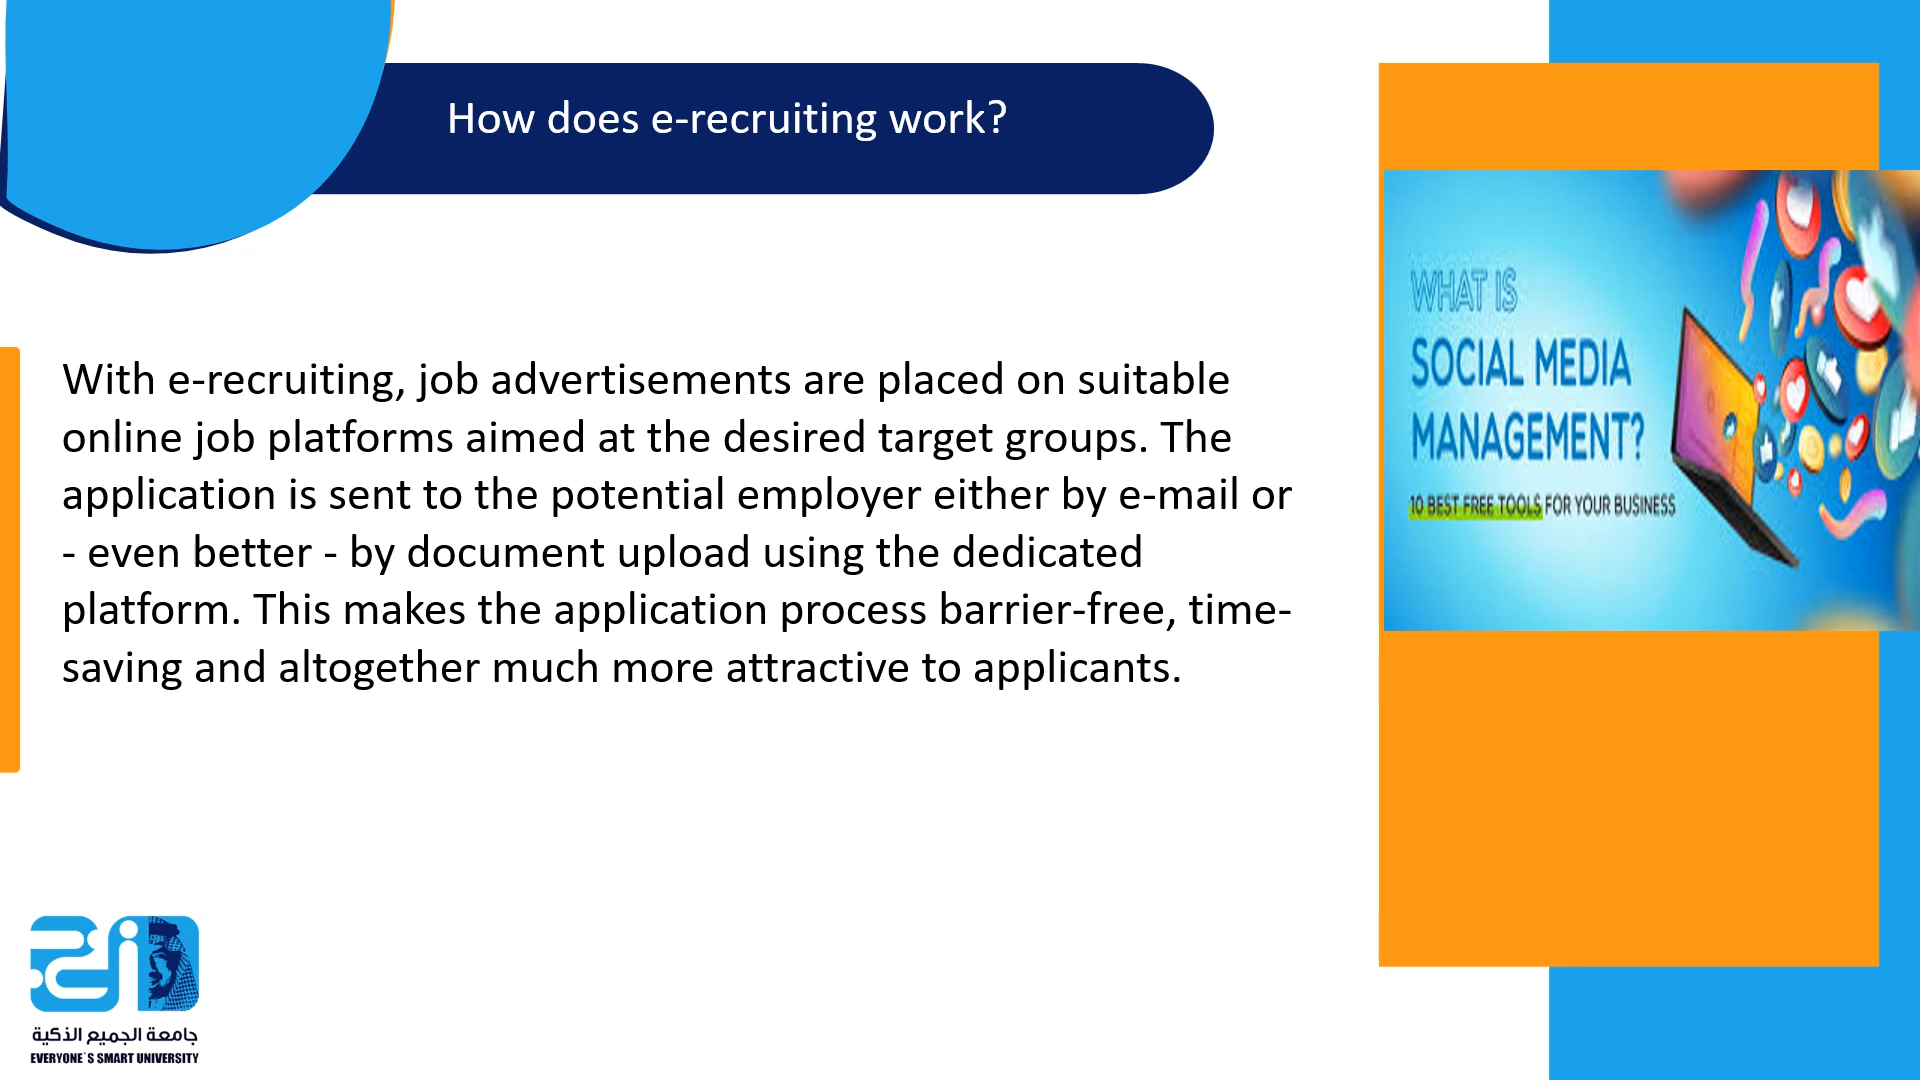 How does e-recruiting work?
With e-recruiting, job advertisements are placed on suitable
online job platforms aimed at the desired target groups. The
application is sent to the potential employer either by e-mail or
- even better - by document upload using the dedicated
platform. This makes the application process barrier-free, time-
saving and altogether much more attractive to applicants.
WHAT IS
SOCIAL MEDIA
MANAGEMENT?
10 BEST FREE TOOLS FOR YOUR BUSINESS
جامعة الجميع الذكية
EVERYONE`S SMART UNIVERSITY